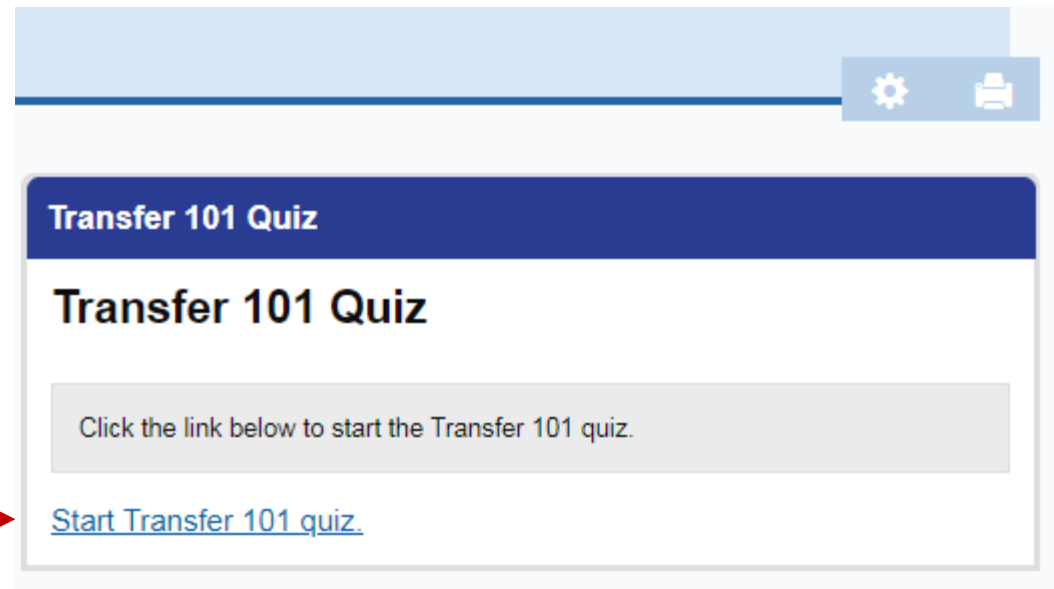 Transfer 101 Quiz
Transfer 101 Quiz
Click the link below to start the Transfer 101 quiz.
Start Transfer 101 quiz.